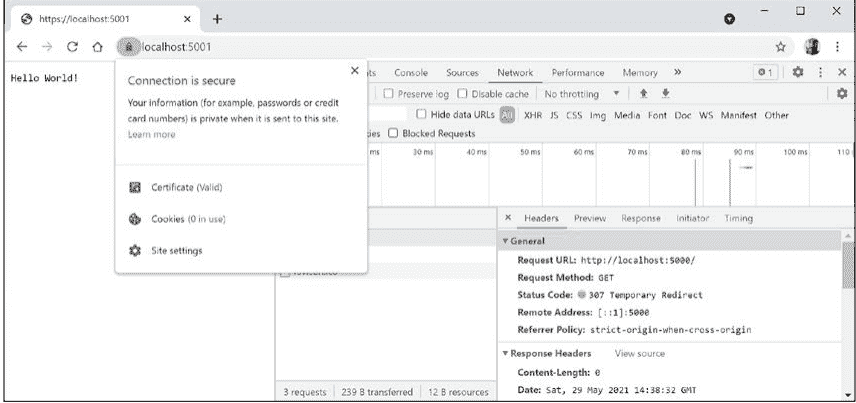 https://localhost:5001
localhost:5001
Hello World!
Connection is secure
Your information (for example, passwords or credit
card numbers) is private when it is sent to this site.
Learn more
Certificate (Valid)
Cookies (0 in use)
Site settings
Console Sources Network Performance Memory » 1
Preserve log Disable cache No throttling
Hide data URLs All XHR JS CSS Img Media Font Doc WS Manifest Other
Blocked Requests
ms 30 ms 40 ms 50 ms 60 ms 70 ms 80 ms 90 ms 100 ms 110
Headers Preview Response Initiator Timing
General
Request URL: http://localhost:5000/
Request Method: GET
Status Code: 307 Temporary Redirect
Remote Address: [::1]:5000
Referrer Policy: strict-origin-when-cross-origin
Response Headers View source
Content-Length: 0
Date: Sat, 29 May 2021 14:38:32 GMT
3 requests 239 B transferred 12 B resources